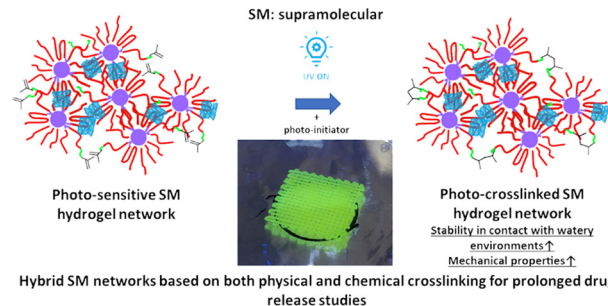 SM: supramolecular
UV ON
+
photo-initiator
Photo-sensitive SM
hydrogel network
Photo-crosslinked SM
hydrogel network
Stability in contact with watery
environments↑
Mechanical properties↑
Hybrid SM networks based on both physical and chemical crosslinking for prolonged dru
release studies